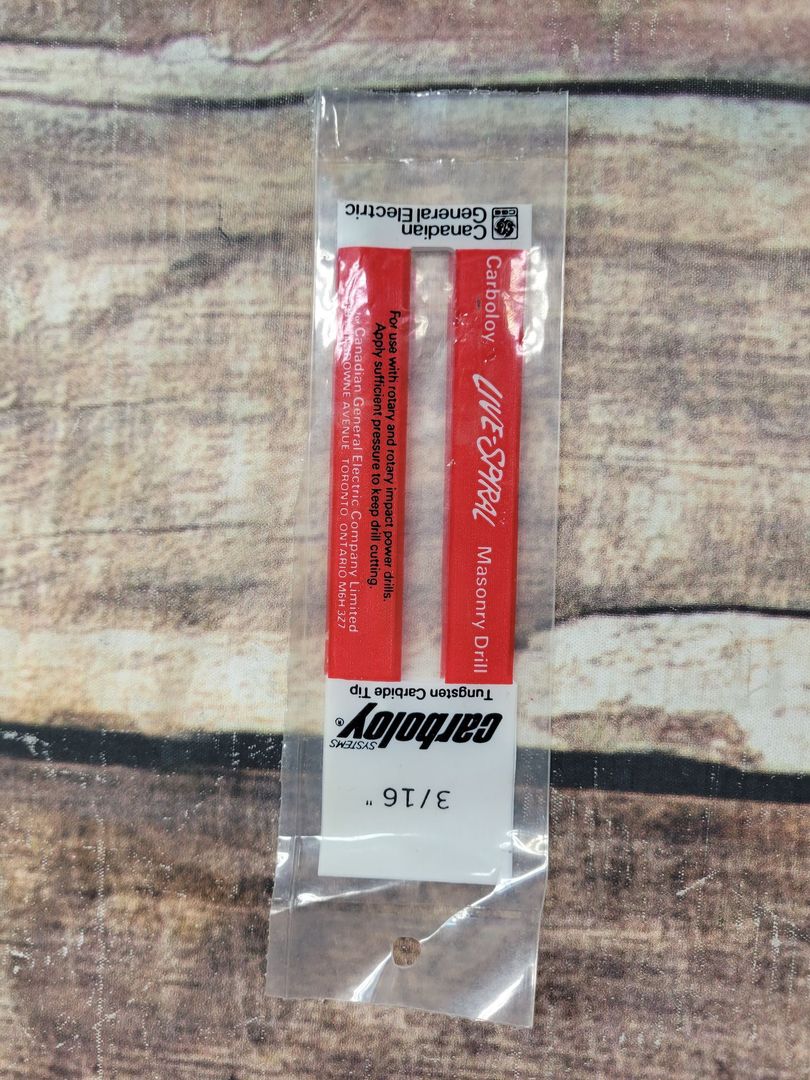 3/16 "
SYSTEMS
carboloy®
Tungsten Carbide Tip
Carboloy LIVE-SPIRAL Masonry Drill
For use with rotary and rotary impact power drills.
Apply sufficient pressure to keep drill cutting.
for Canadian General Electric Company Limited
AVENUE, TORONTO, ONTARIO M6H 3Z7
CGE
Canadian
General Electric